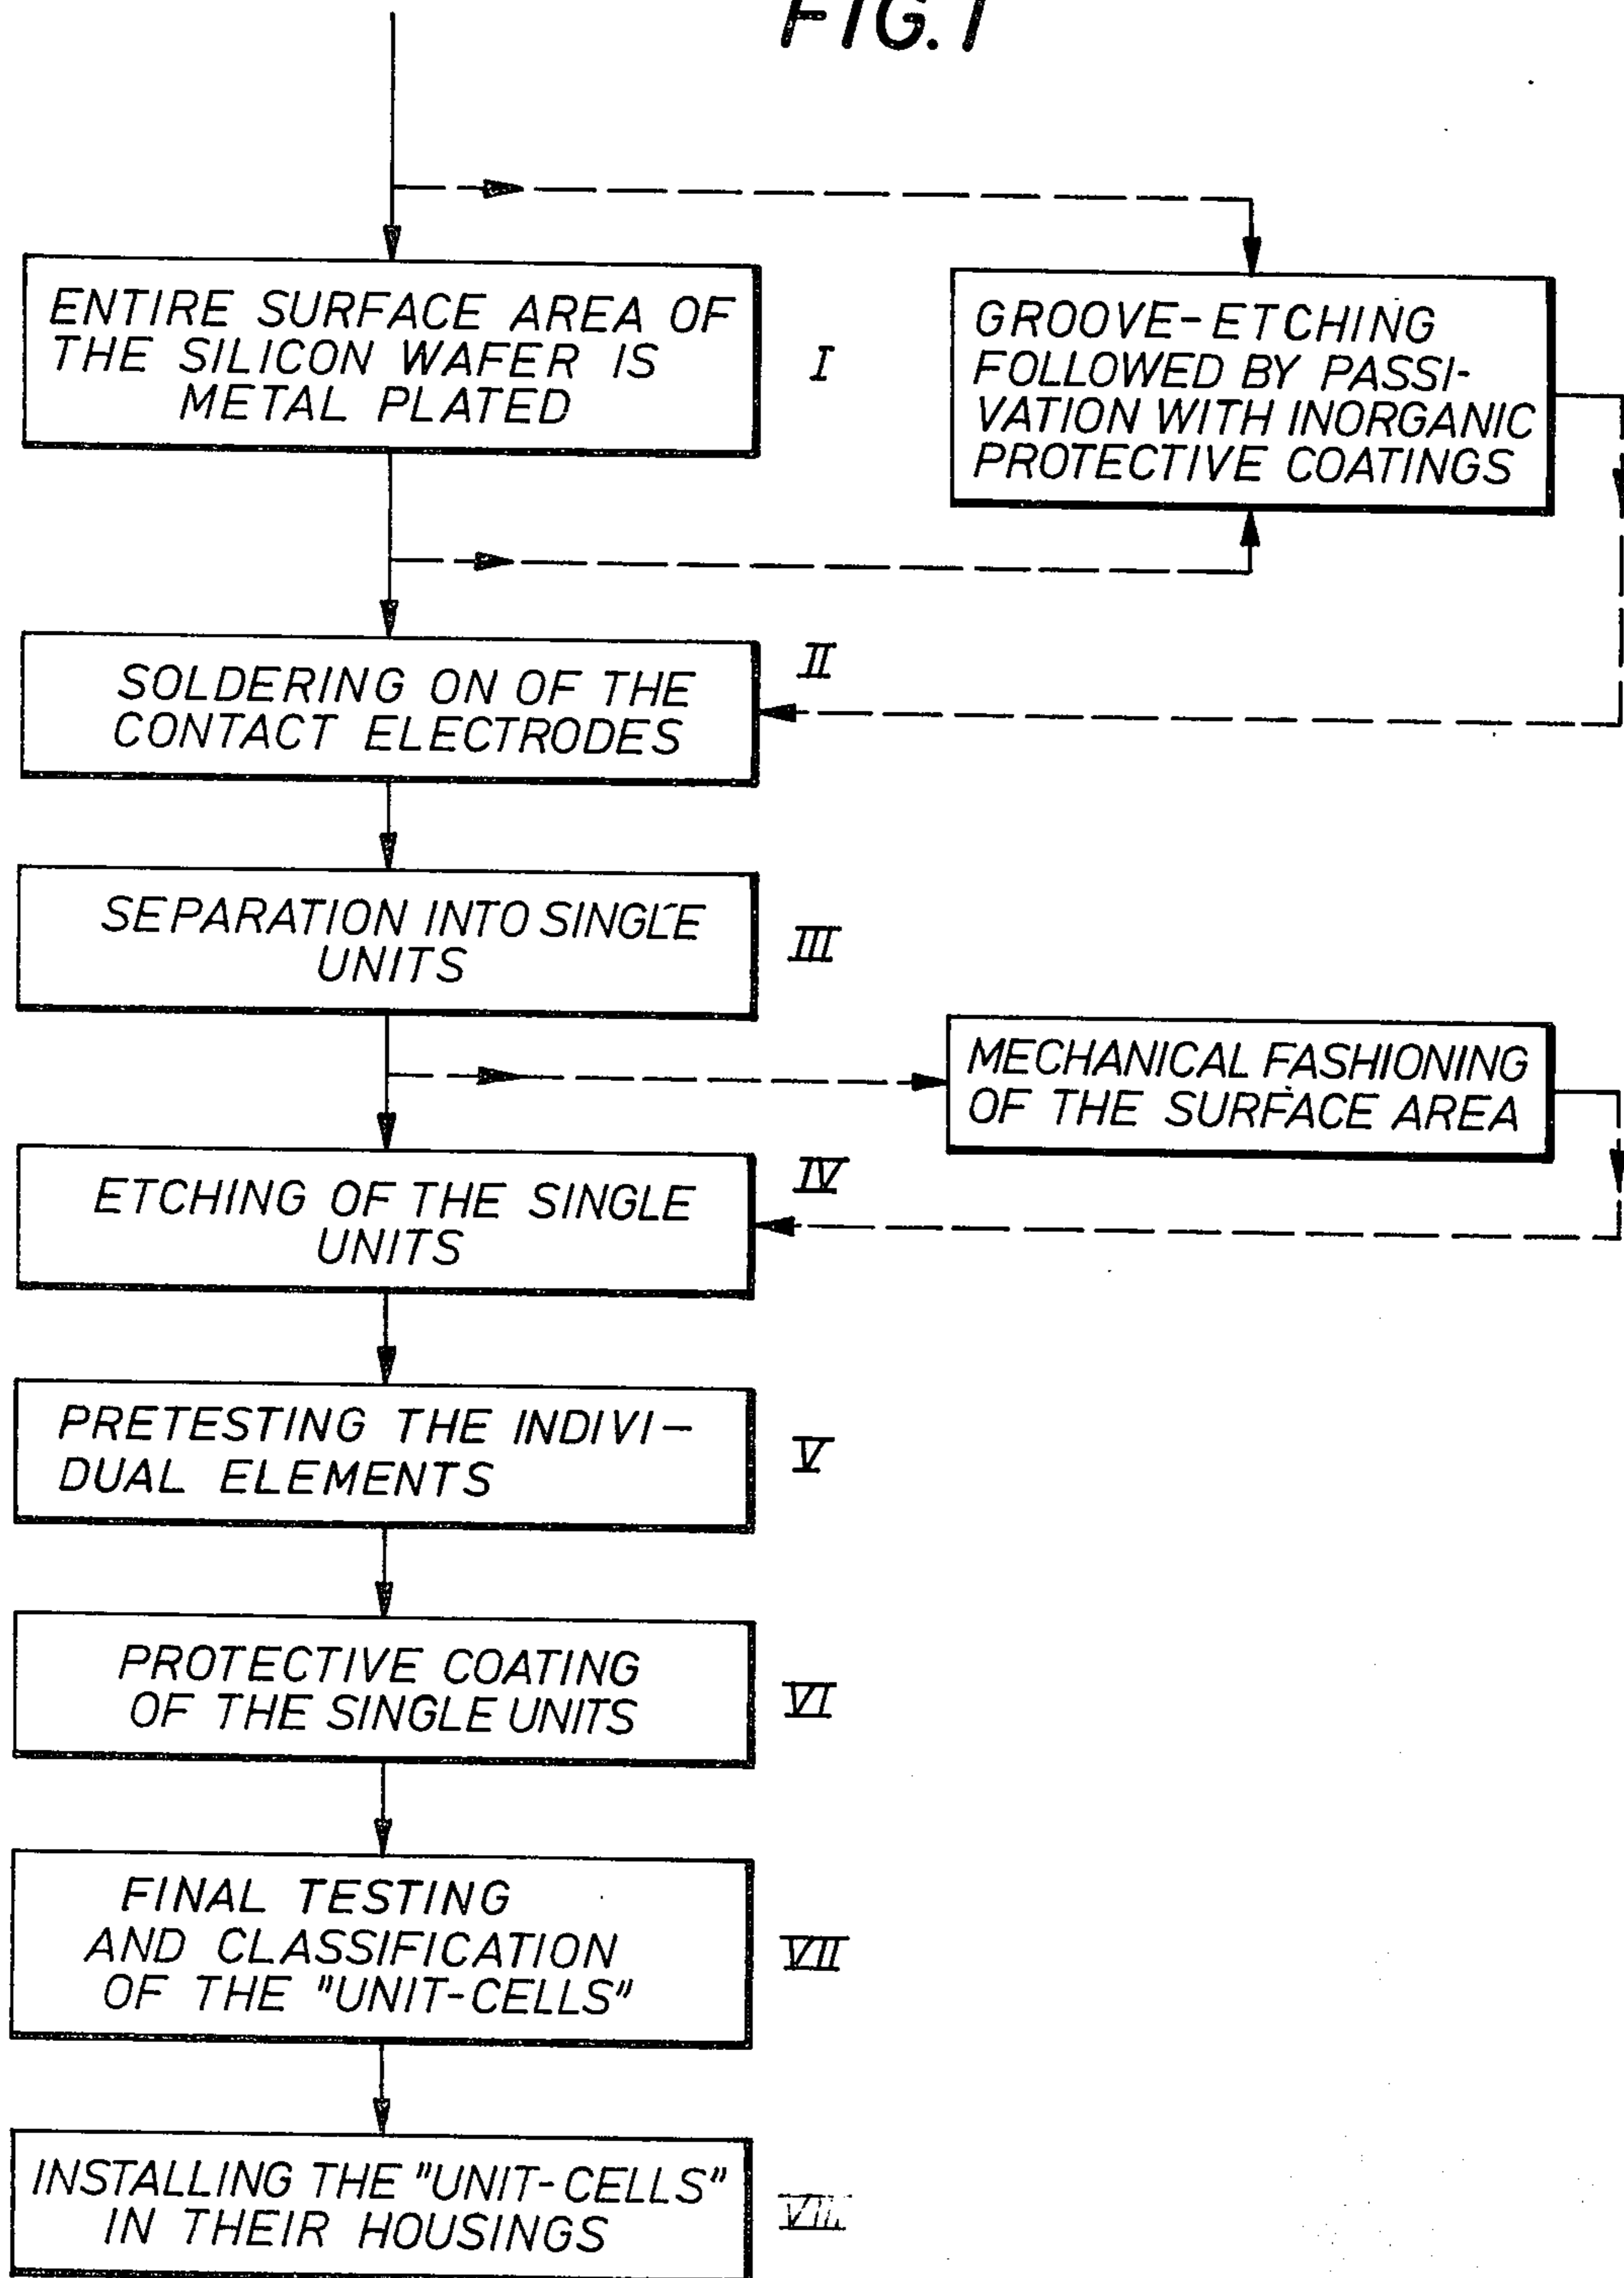 FIG. 1
ENTIRE SURFACE AREA OF
THE SILICON WAFER IS
METAL PLATED
I
GROOVE-ETCHING
FOLLOWED BY PASSI-
VATION WITH INORGANIC
PROTECTIVE COATINGS
SOLDERING ON OF THE
CONTACT ELECTRODES
II
SEPARATION INTO SINGLE
UNITS
III
MECHANICAL FASHIONING
OF THE SURFACE AREA
ETCHING OF THE SINGLE
UNITS
IV
PRETESTING THE INDIVI-
DUAL ELEMENTS
V
PROTECTIVE COATING
OF THE SINGLE UNITS
VI
FINAL TESTING
AND CLASSIFICATION
OF THE "UNIT-CELLS"
VII
INSTALLING THE "UNIT-CELLS"
IN THEIR HOUSINGS
VIII